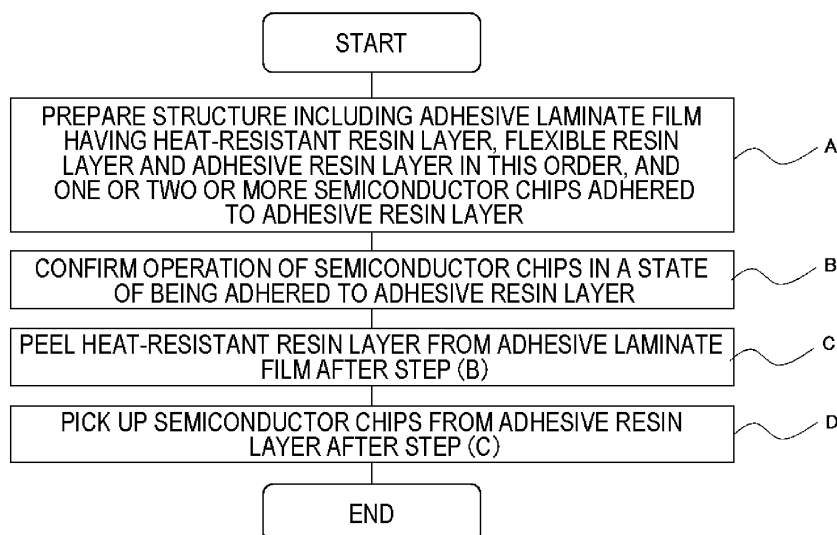 START
PREPARE STRUCTURE INCLUDING ADHESIVE LAMINATE FILM
HAVING HEAT-RESISTANT RESIN LAYER, FLEXIBLE RESIN
LAYER AND ADHESIVE RESIN LAYER IN THIS ORDER, AND
ONE OR TWO OR MORE SEMICONDUCTOR CHIPS ADHERED
TO ADHESIVE RESIN LAYER
A
CONFIRM OPERATION OF SEMICONDUCTOR CHIPS IN A STATE
OF BEING ADHERED TO ADHESIVE RESIN LAYER
B
PEEL HEAT-RESISTANT RESIN LAYER FROM ADHESIVE LAMINATE
FILM AFTER STEP (B)
C
PICK UP SEMICONDUCTOR CHIPS FROM ADHESIVE RESIN
LAYER AFTER STEP (C)
D
END